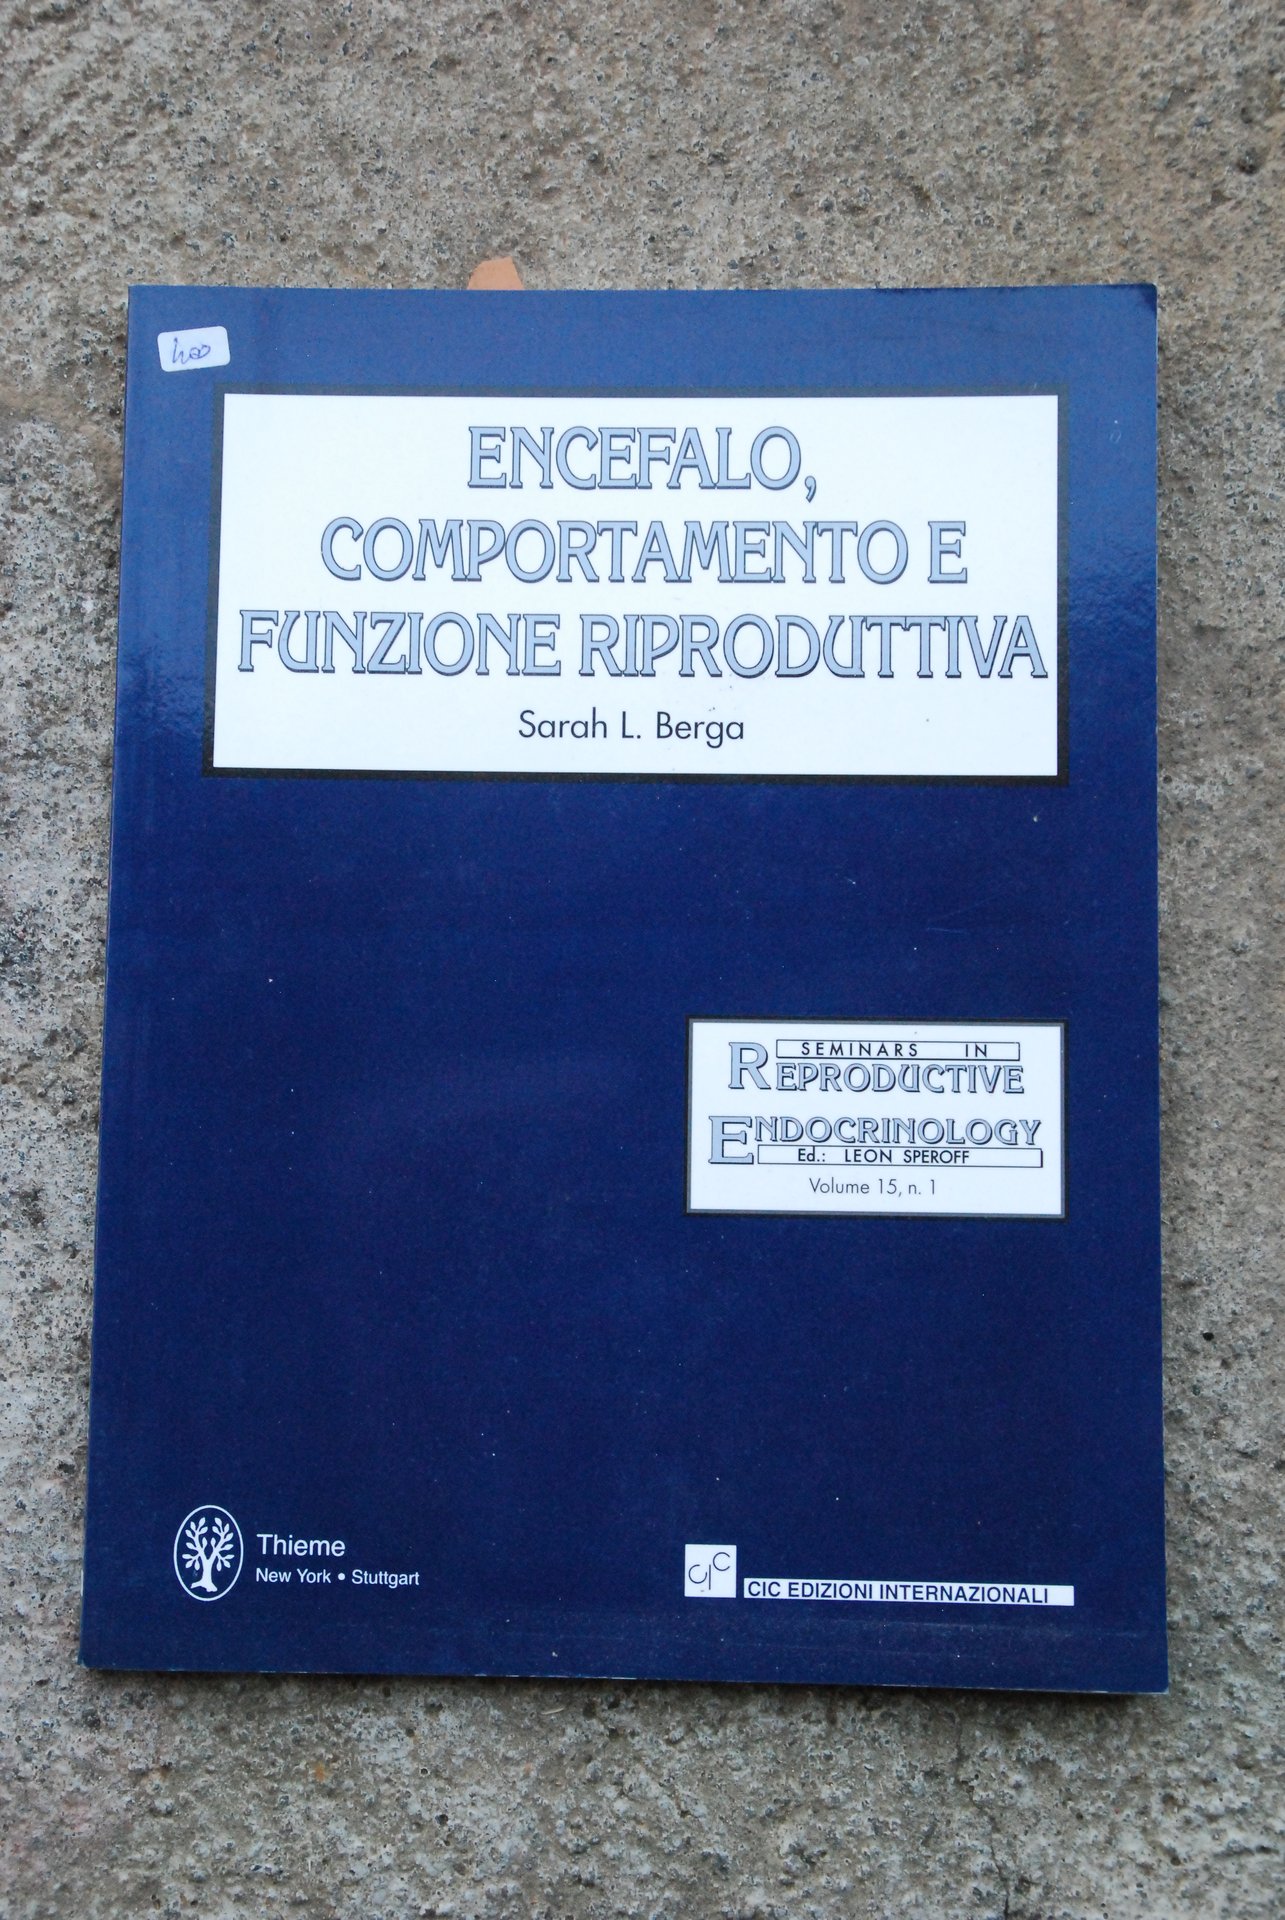 ENCEFALO,
COMPORTAMENTO E
FUNZIONE RIPRODUTTIVA
Sarah L. Berga
SEMINARS IN
REPRODUCTIVE
ENDOCRINOLOGY
Ed.: LEON SPEROFF
Volume 15, n. 1
Thieme
New York • Stuttgart
CIC
CIC EDIZIONI INTERNAZIONALI